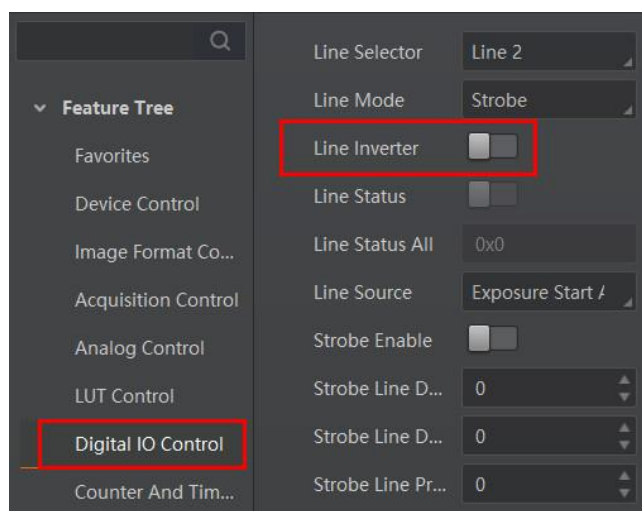 Feature Tree
Favorites
Device Control
Image Format Co...
Acquisition Control
Analog Control
LUT Control
Digital IO Control
Counter And Tim...
Line Selector Line 2
Line Mode Strobe
Line Inverter
Line Status
Line Status All 0x0
Line Source Exposure Start A
Strobe Enable
Strobe Line D... 0
Strobe Line D... 0
Strobe Line Pr... 0